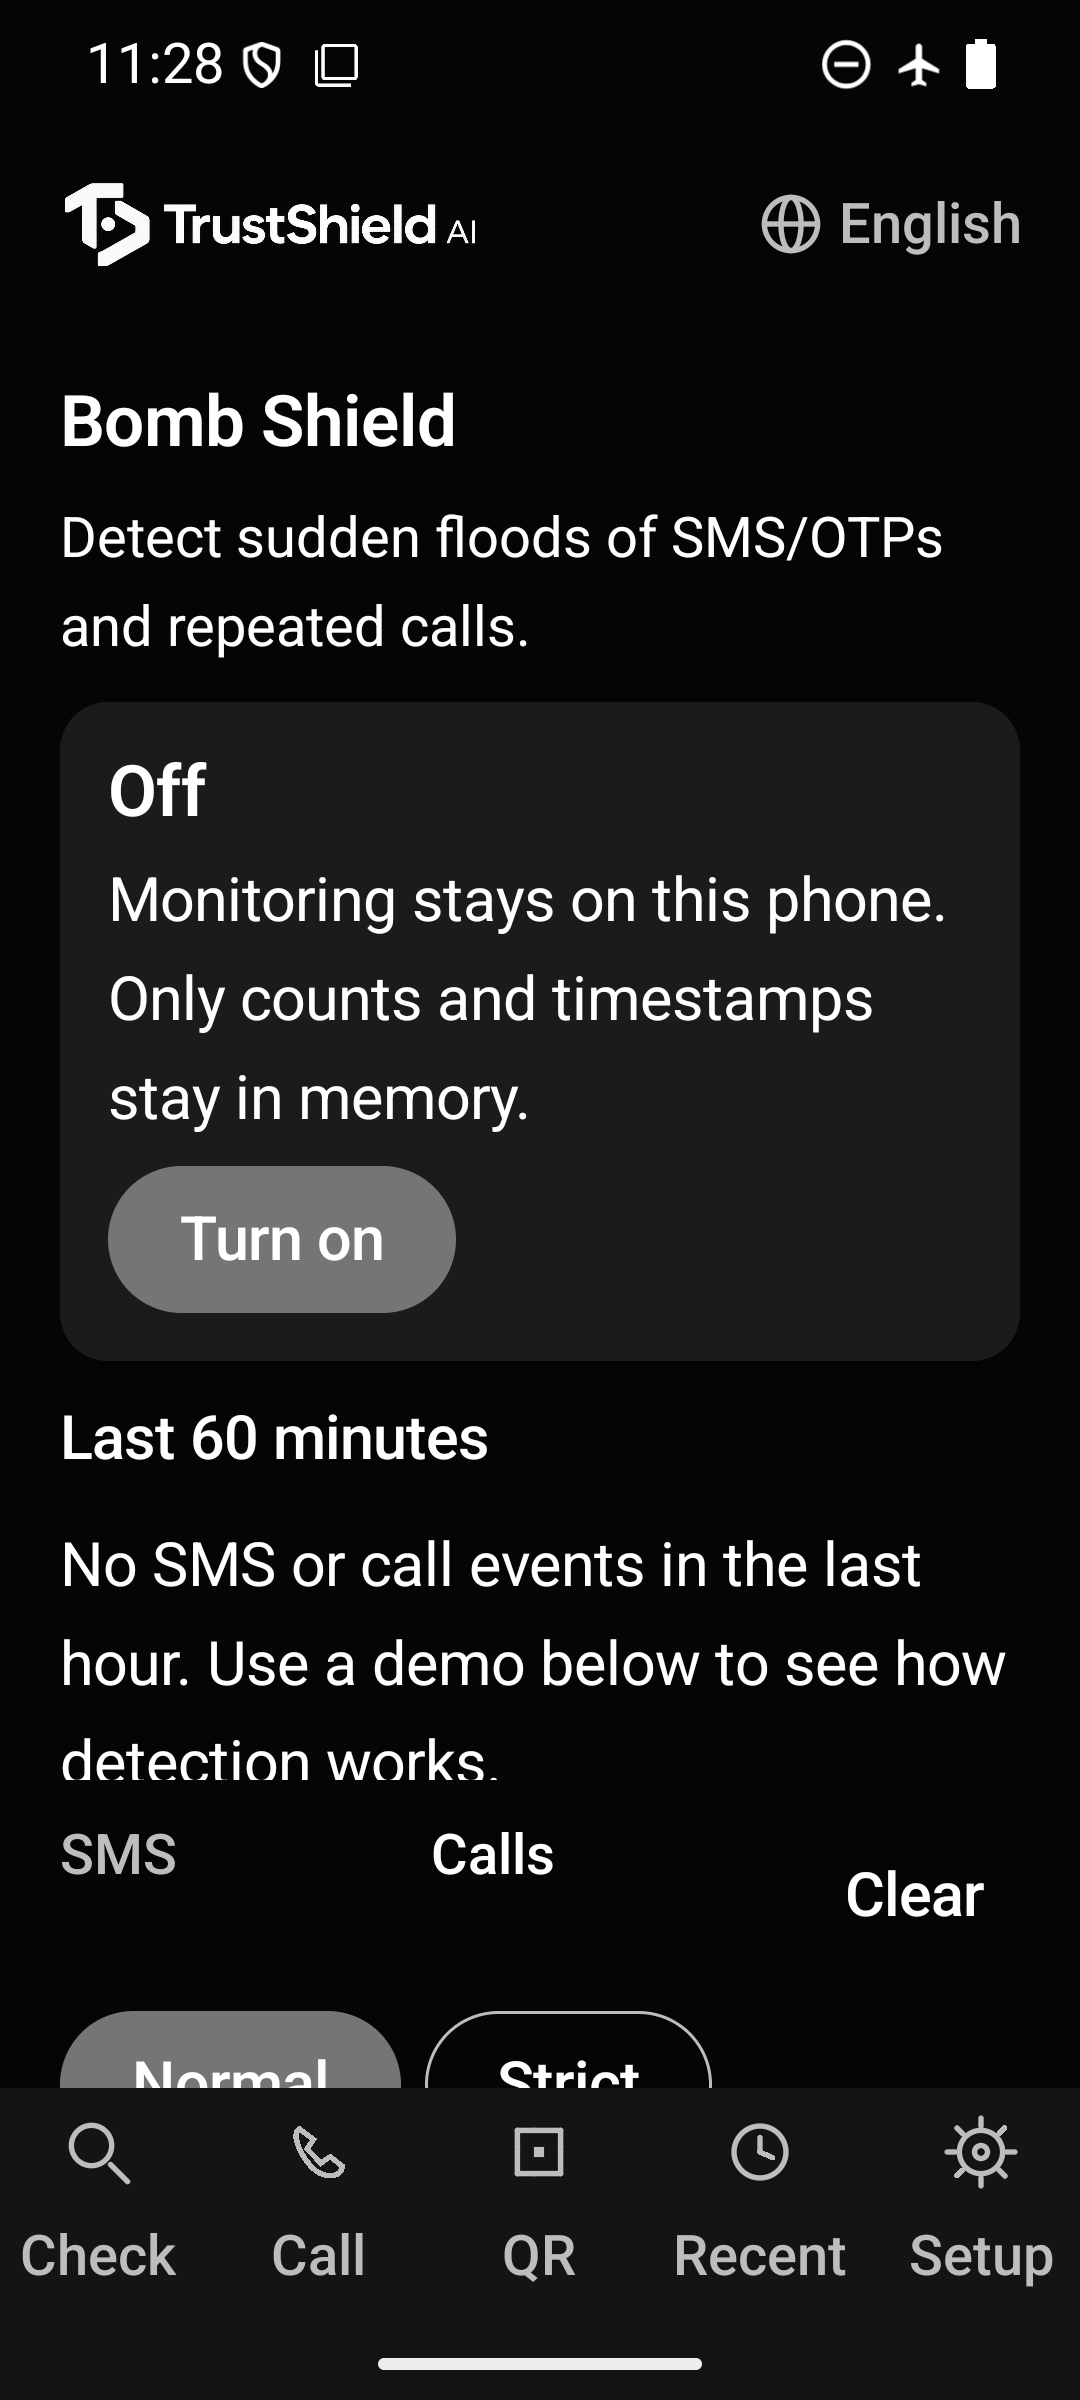 11:28
TrustShield AI
English
Bomb Shield
Detect sudden floods of SMS/OTPs
and repeated calls.
Off
Monitoring stays on this phone.
Only counts and timestamps
stay in memory.
Turn on
Last 60 minutes
No SMS or call events in the last
hour. Use a demo below to see how
detection works.
SMS
Calls
Clear
Normal
Strict
Check
Call
QR
Recent
Setup